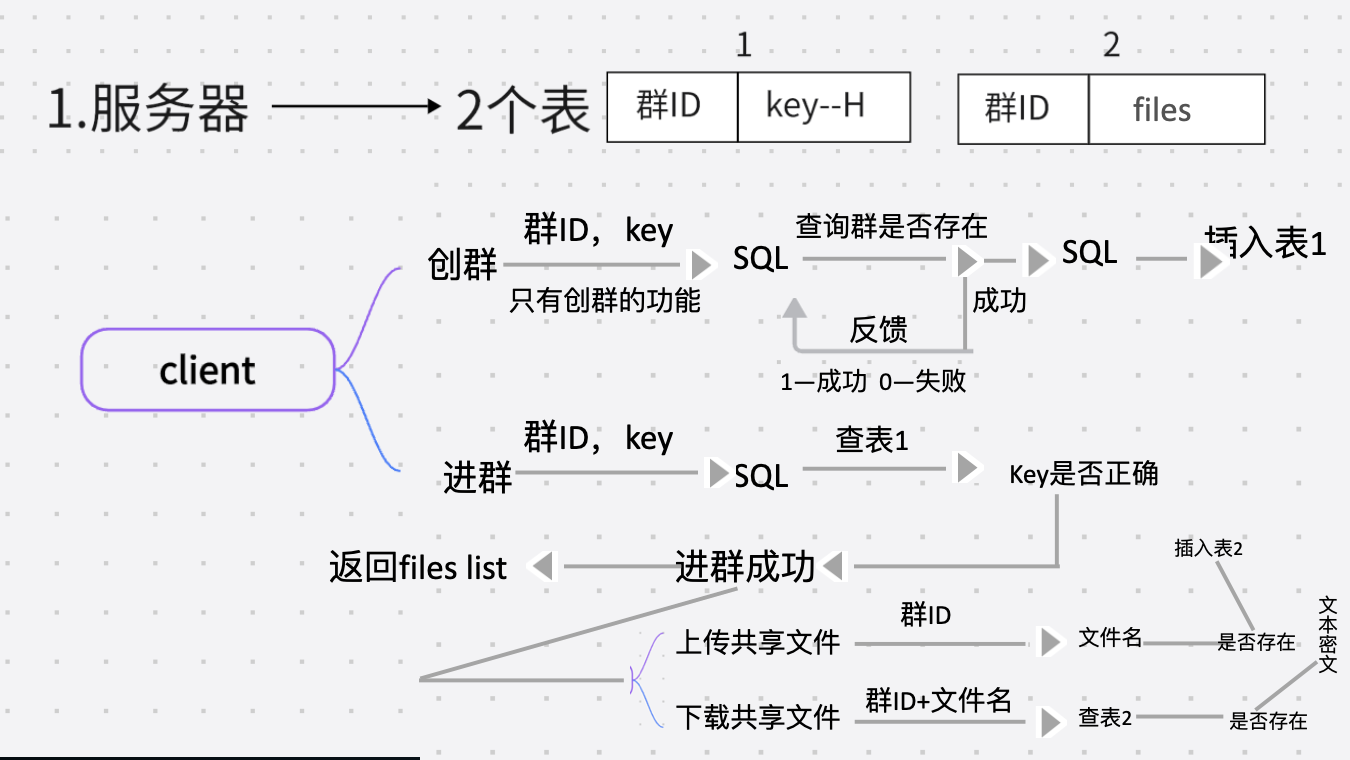 1
2
1.服务器
2个表
群ID
key--H
群ID
files
群ID，key
查询群是否存在
创群
SQL
SQL
插入表1
只有创群的功能
成功
反馈
client
1—成功 0—失败
群ID，key
查表1
进群
SQL
Key是否正确
返回files list
进群成功
插入表2
群ID
上传共享文件
文件名
是否存在
文本密文
群ID+文件名
下载共享文件
查表2
是否存在